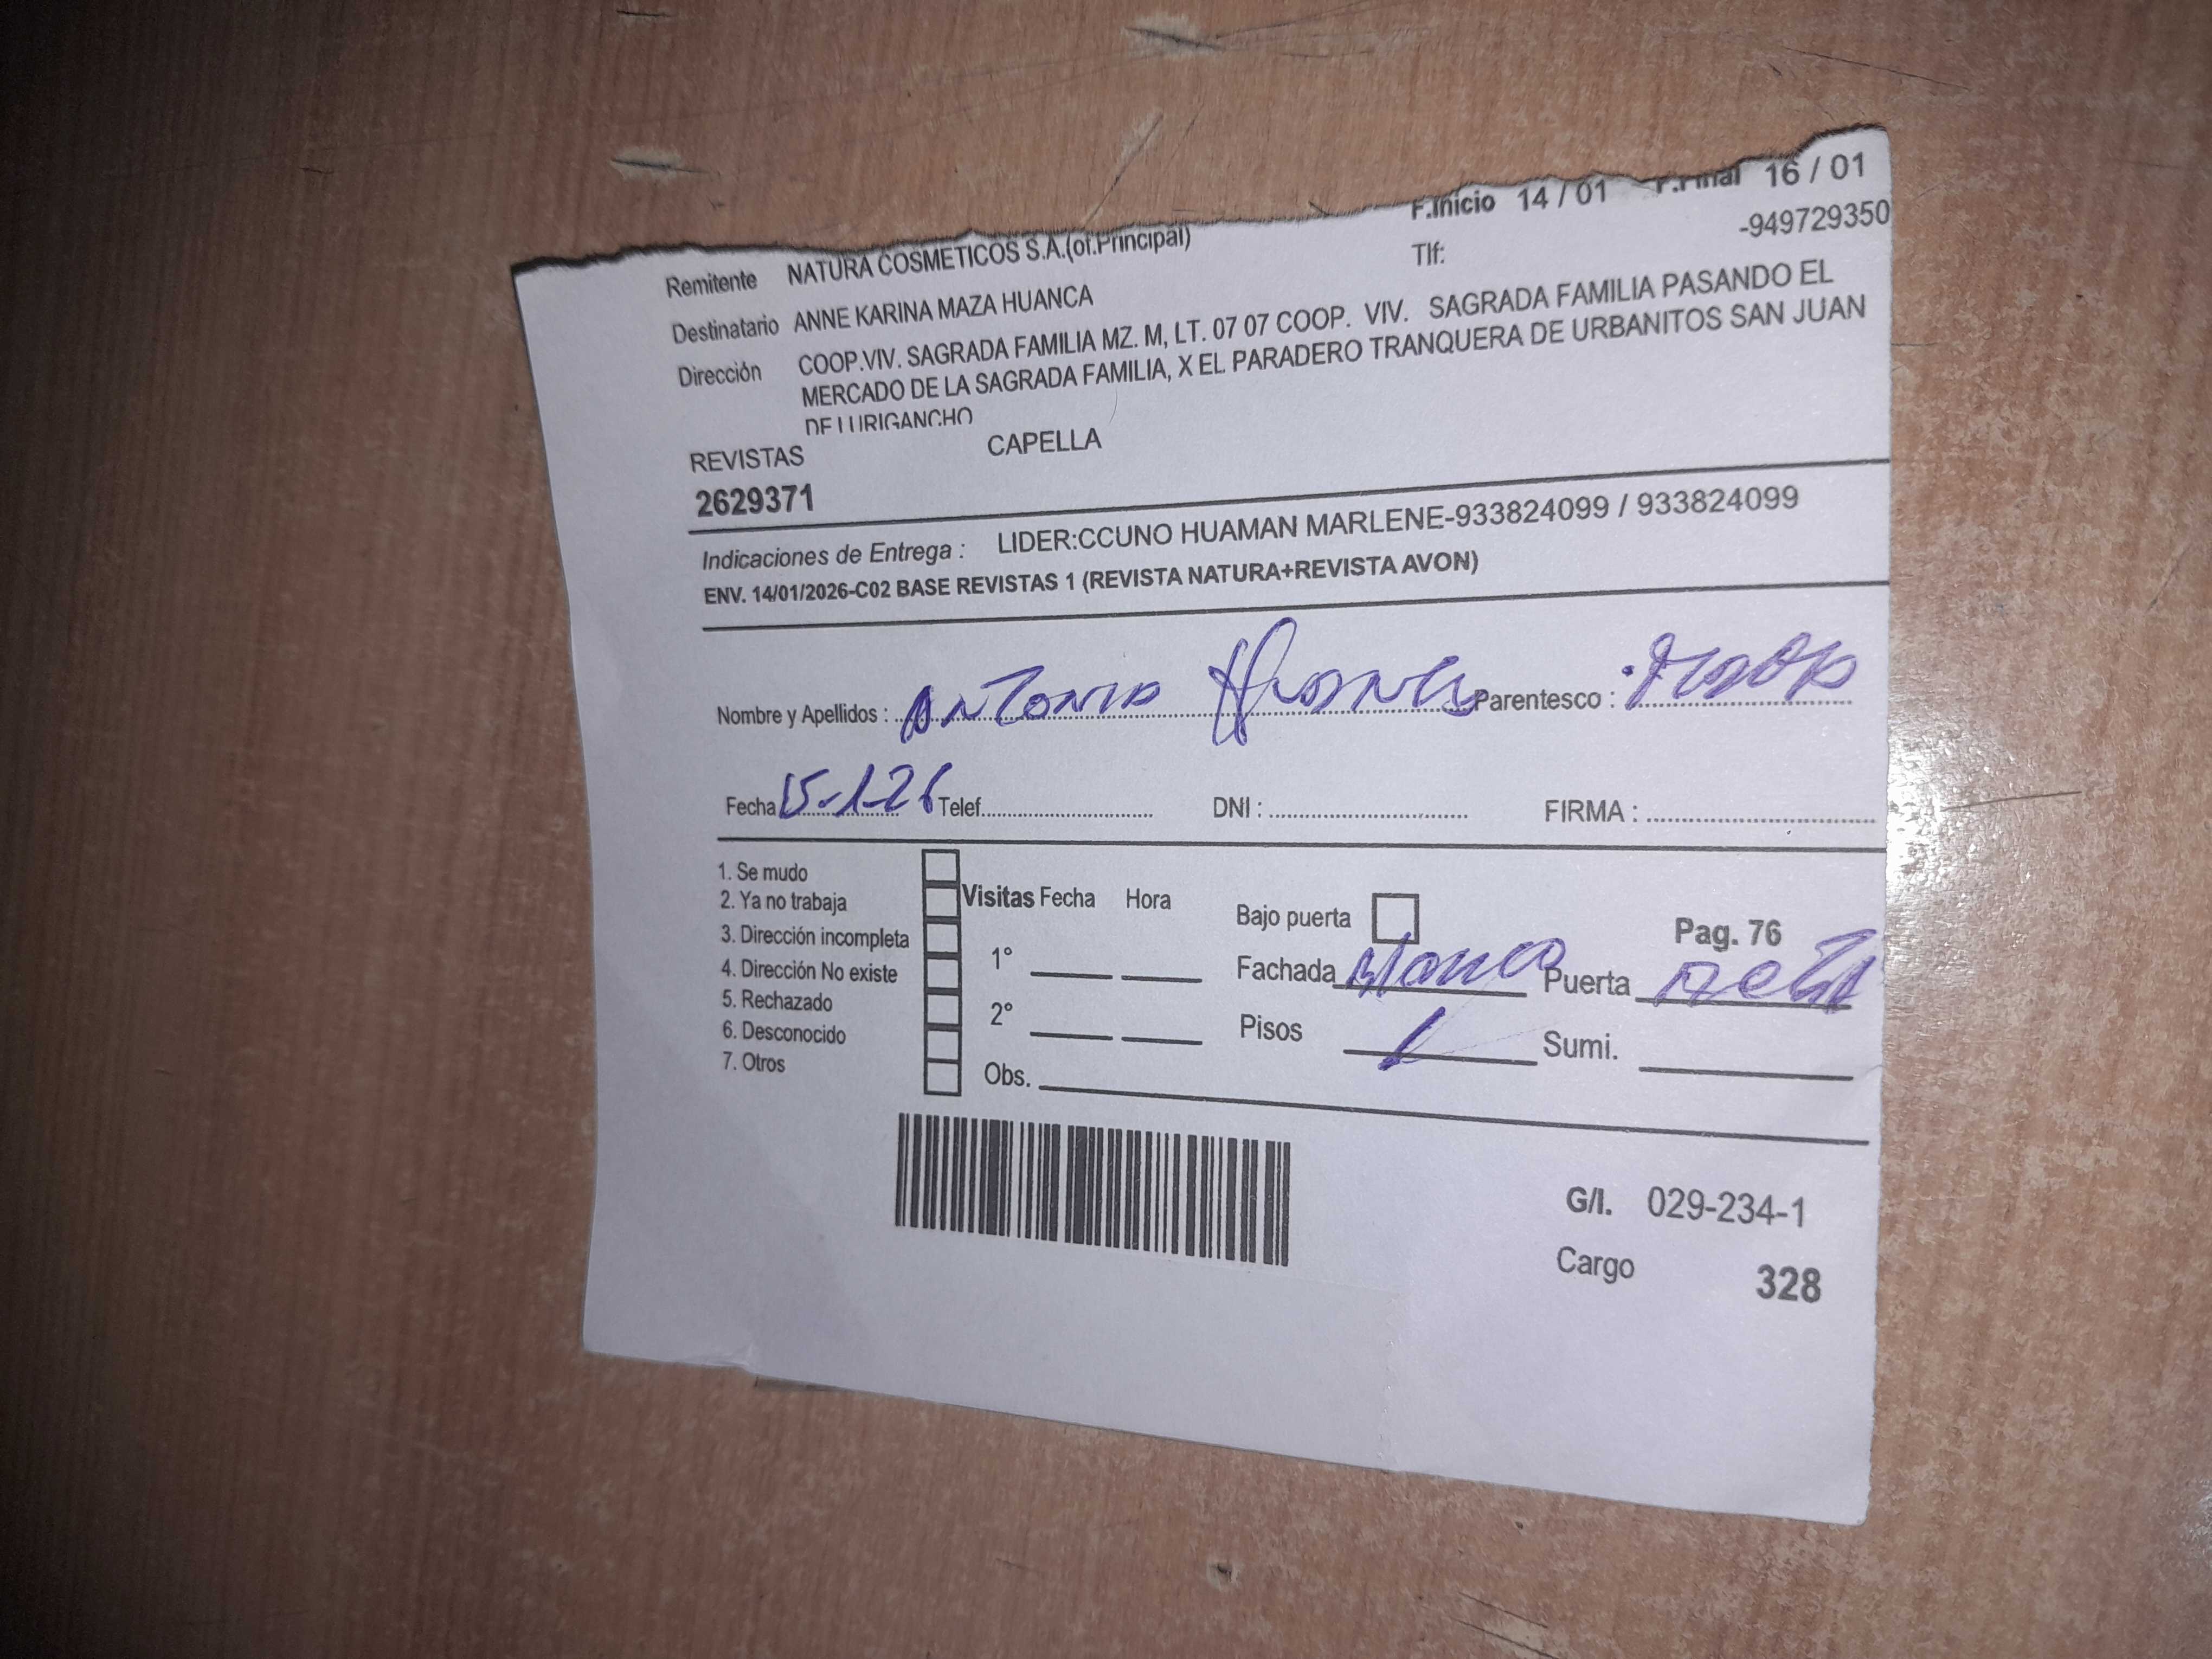 F.Inicio 14 / 01 F.Final 16 / 01
Remitente NATURA COSMETICOS S.A.(of.Principal)
Tlf: -949729350
Destinatario ANNE KARINA MAZA HUANCA
Dirección COOP.VIV. SAGRADA FAMILIA MZ. M, LT. 07 07 COOP. VIV. SAGRADA FAMILIA PASANDO EL
MERCADO DE LA SAGRADA FAMILIA, X EL PARADERO TRANQUERA DE URBANITOS SAN JUAN
DE LURIGANCHO
REVISTAS CAPELLA
2629371
Indicaciones de Entrega : LIDER:CCUNO HUAMAN MARLENE-933824099 / 933824099
ENV. 14/01/2026-C02 BASE REVISTAS 1 (REVISTA NATURA+REVISTA AVON)
Nombre y Apellidos : Antonia Huanca Parentesco :
Fecha 15-1-26 Telef. DNI : FIRMA :
1. Se mudo
2. Ya no trabaja
3. Dirección incompleta
4. Dirección No existe
5. Rechazado
6. Desconocido
7. Otros
Visitas Fecha Hora
1°
2°
Obs.
Bajo puerta Pag. 76
Fachada Blanco Puerta
Pisos 1 Sumi.
G/I. 029-234-1
Cargo 328